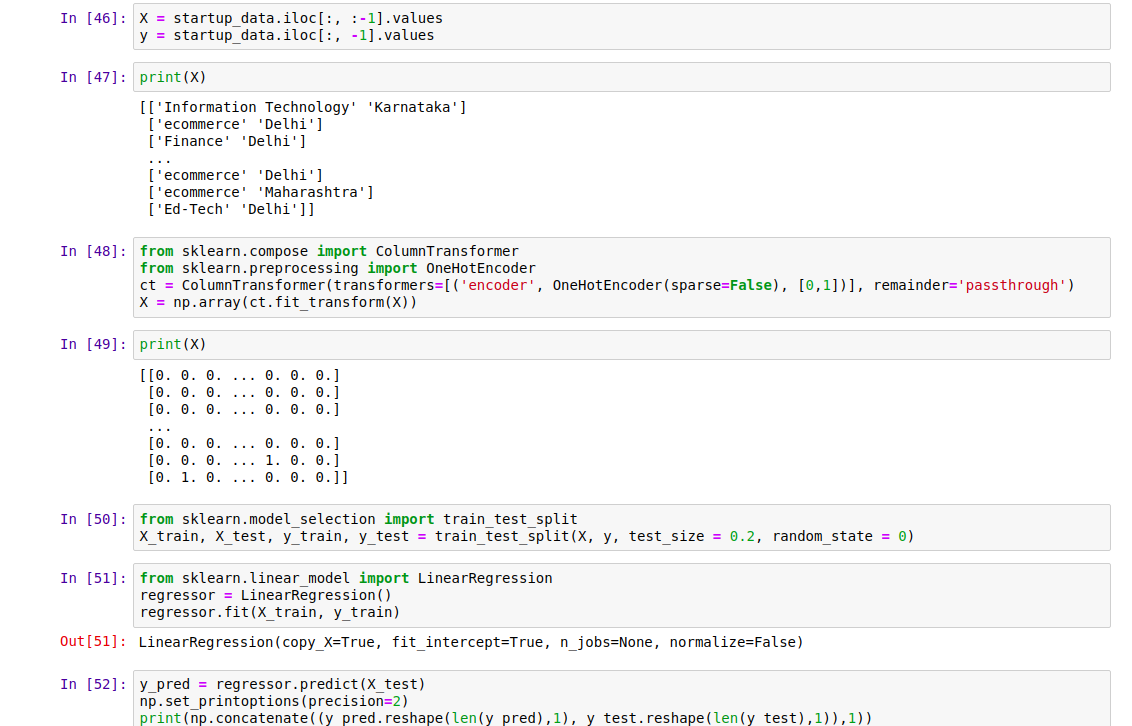 In [46]: X = startup_data.iloc[:, :-1].values
y = startup_data.iloc[:, -1].values
In [47]: print(X)
[['Information Technology' 'Karnataka']
['ecommerce' 'Delhi']
['Finance' 'Delhi']
...
['ecommerce' 'Delhi']
['ecommerce' 'Maharashtra']
['Ed-Tech' 'Delhi']]
In [48]: from sklearn.compose import ColumnTransformer
from sklearn.preprocessing import OneHotEncoder
ct = ColumnTransformer(transformers=[('encoder', OneHotEncoder(sparse=False), [0,1])], remainder='passthrough')
X = np.array(ct.fit_transform(X))
In [49]: print(X)
[[0. 0. 0. ... 0. 0. 0.]
[0. 0. 0. ... 0. 0. 0.]
[0. 0. 0. ... 0. 0. 0.]
...
[0. 0. 0. ... 0. 0. 0.]
[0. 0. 0. ... 1. 0. 0.]
[0. 1. 0. ... 0. 0. 0.]]
In [50]: from sklearn.model_selection import train_test_split
X_train, X_test, y_train, y_test = train_test_split(X, y, test_size = 0.2, random_state = 0)
In [51]: from sklearn.linear_model import LinearRegression
regressor = LinearRegression()
regressor.fit(X_train, y_train)
Out[51]: LinearRegression(copy_X=True, fit_intercept=True, n_jobs=None, normalize=False)
In [52]: y_pred = regressor.predict(X_test)
np.set_printoptions(precision=2)
print(np.concatenate((y_pred.reshape(len(y_pred),1), y_test.reshape(len(y_test),1)),1))